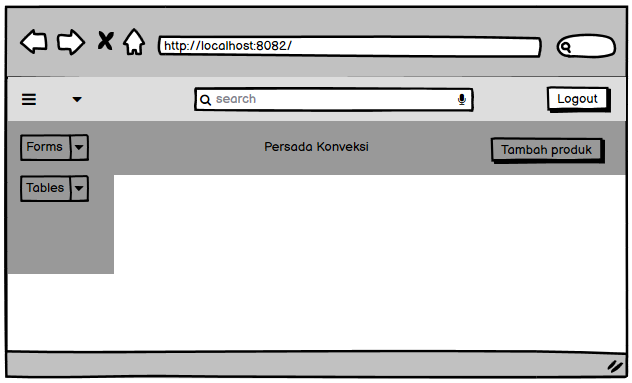 http://localhost:8082/
search
Logout
Forms
Persada Konveksi
Tambah produk
Tables